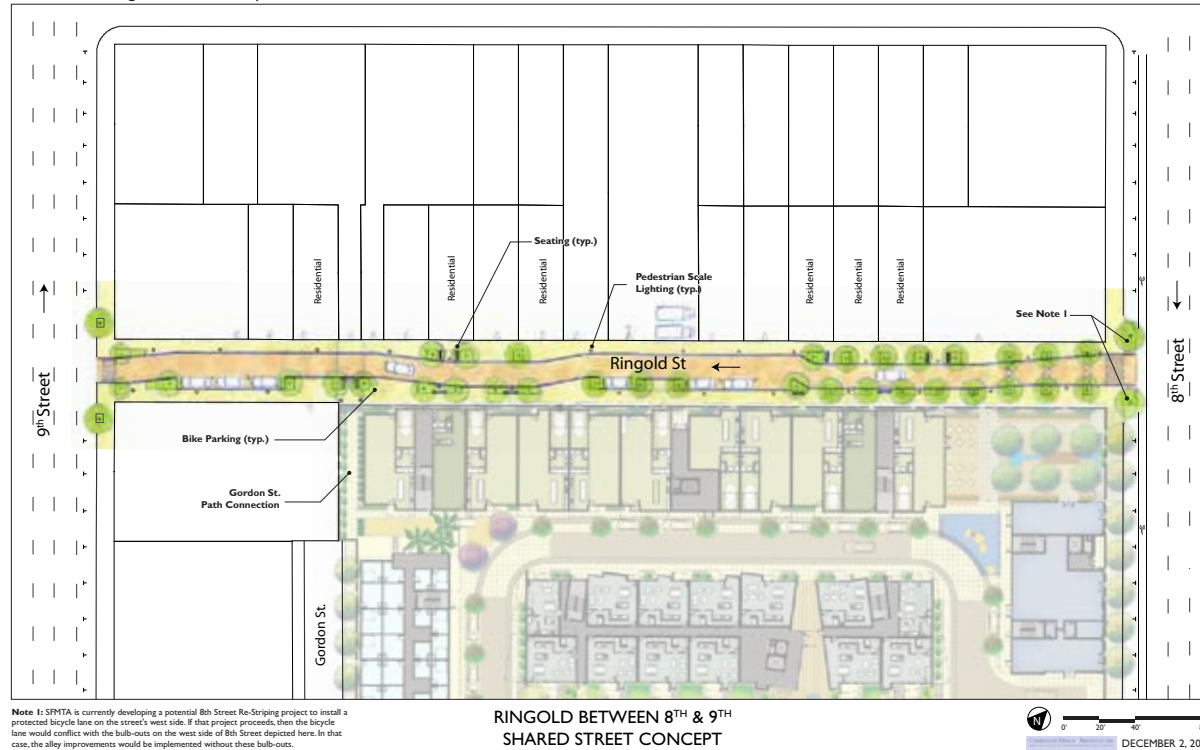 Residential
Residential
Residential
Residential
Residential
Residential
Seating (typ.)
Pedestrian Scale
Lighting (typ.)
See Note 1
Ringold St
9th Street
8th Street
Bike Parking (typ.)
Gordon St.
Path Connection
Gordon St.
Note 1: SFMTA is currently developing a potential 8th Street Re-Striping project to install a
protected bicycle lane on the street's west side. If that project proceeds, then the bicycle
lane would conflict with the bulb-outs on the west side of 8th Street depicted here. In that
case, the alley improvements would be implemented without these bulb-outs.
RINGOLD BETWEEN 8TH & 9TH
SHARED STREET CONCEPT
N
0' 20' 40'
DECEMBER 2, 20